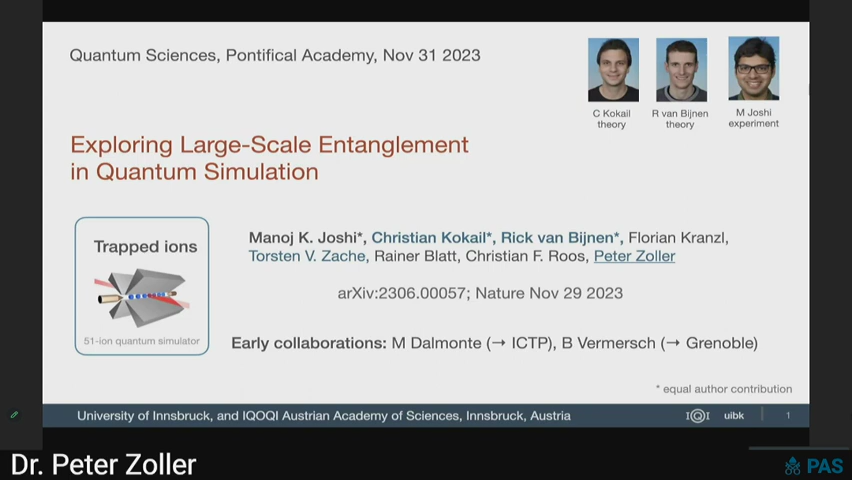 Quantum Sciences, Pontifical Academy, Nov 31 2023
C Kokail
theory
R van Bijnen
theory
M Joshi
experiment
Exploring Large-Scale Entanglement
in Quantum Simulation
Trapped ions
51-ion quantum simulator
Manoj K. Joshi*, Christian Kokail*, Rick van Bijnen*, Florian Kranzl,
Torsten V. Zache, Rainer Blatt, Christian F. Roos, Peter Zoller
arXiv:2306.00057; Nature Nov 29 2023
Early collaborations: M Dalmonte (→ ICTP), B Vermersch (→ Grenoble)
* equal author contribution
University of Innsbruck, and IQOQI Austrian Academy of Sciences, Innsbruck, Austria
uibk
1
Dr. Peter Zoller
PAS